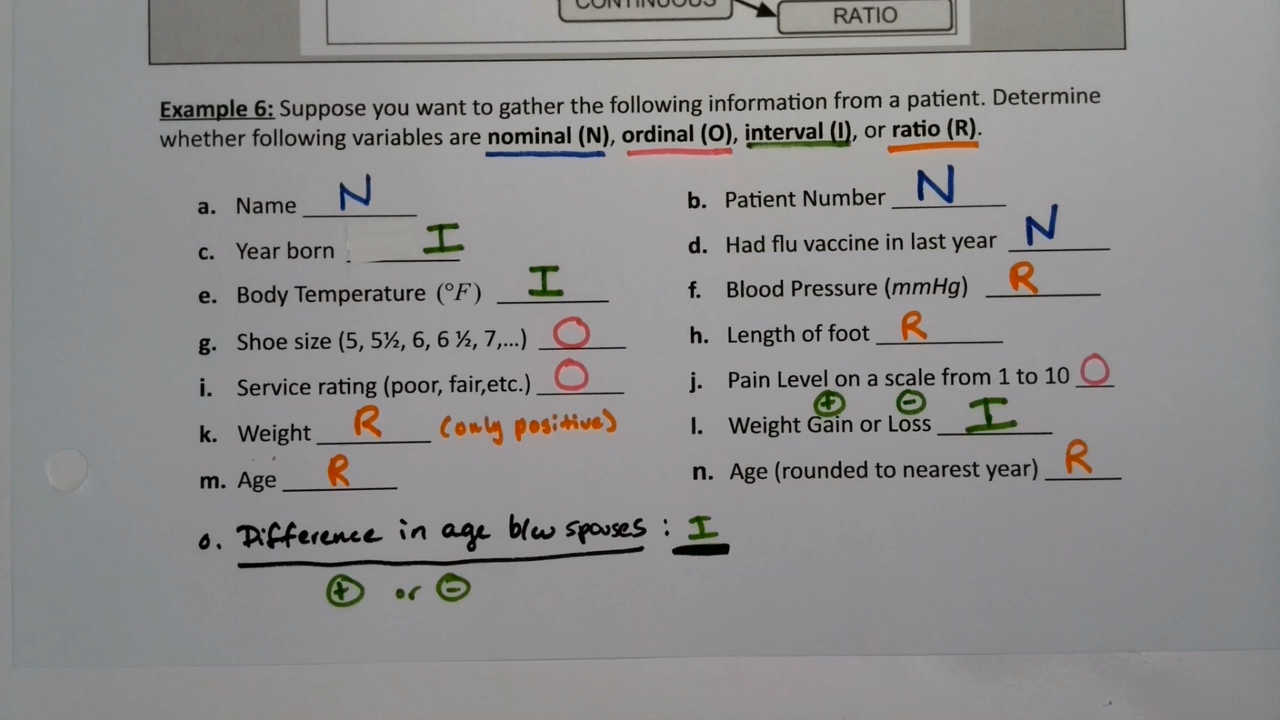 CONTINUOUS
RATIO
Example 6: Suppose you want to gather the following information from a patient. Determine
whether following variables are nominal (N), ordinal (O), interval (I), or ratio (R).
a. Name N
b. Patient Number N
c. Year born I
d. Had flu vaccine in last year N
e. Body Temperature (°F) I
f. Blood Pressure (mmHg) R
g. Shoe size (5, 5½, 6, 6 ½, 7,...) O
h. Length of foot R
i. Service rating (poor, fair,etc.) O
j. Pain Level on a scale from 1 to 10 O
k. Weight R (only positive)
+ −
l. Weight Gain or Loss I
m. Age R
n. Age (rounded to nearest year) R
o. Difference in age b/w spouses : I
+ or −